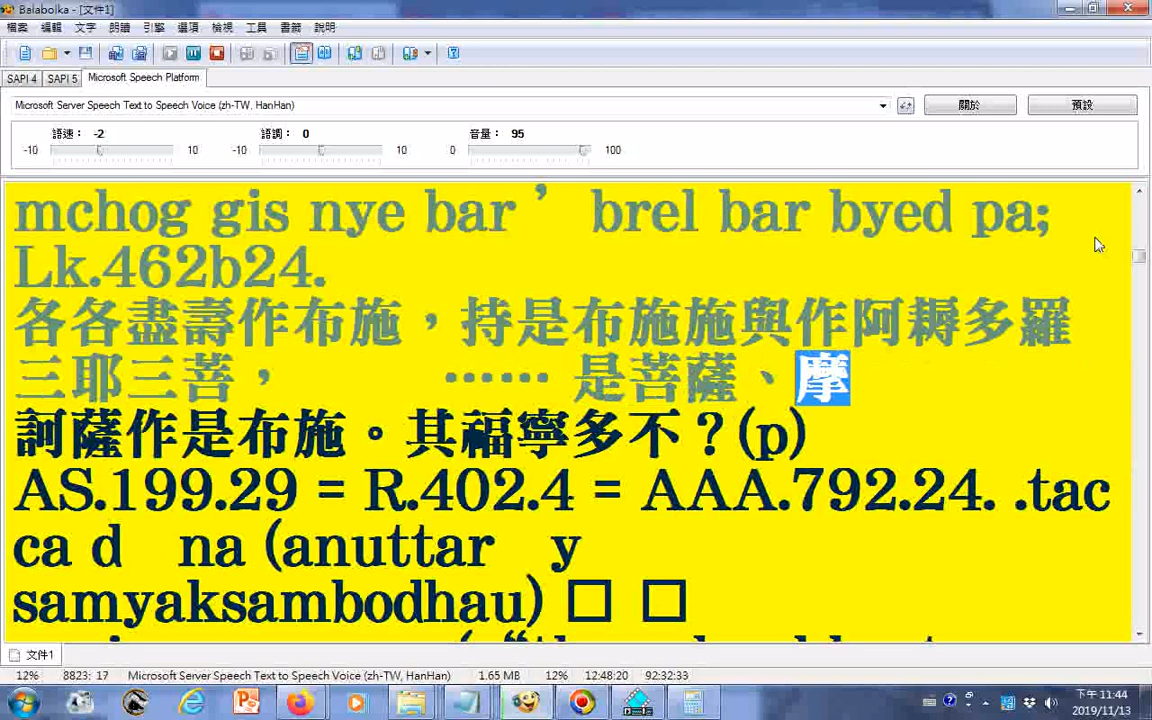 Balabolka - [文件1]
檔案 編輯 文字 朗讀 引擎 選項 檢視 工具 書籤 說明
SAPI 4 SAPI 5 Microsoft Speech Platform
Microsoft Server Speech Text to Speech Voice (zh-TW, HanHan) 關於 預設
語速： -2 語調： 0 音量： 95
-10 10 -10 10 0 100
mchog gis nye bar ’ brel bar byed pa;
Lk.462b24.
各各盡壽作布施，持是布施施與作阿耨多羅
三耶三菩， …… 是菩薩、摩
訶薩作是布施。其福寧多不？(p)
AS.199.29 = R.402.4 = AAA.792.24. .tac
ca d na (anuttar y
samyaksambodhau) □ □
文件1
12% 8823: 17 Microsoft Server Speech Text to Speech Voice (zh-TW, HanHan) 1.65 MB 12% 12:48:20 92:32:33
下午 11:44
2019/11/13